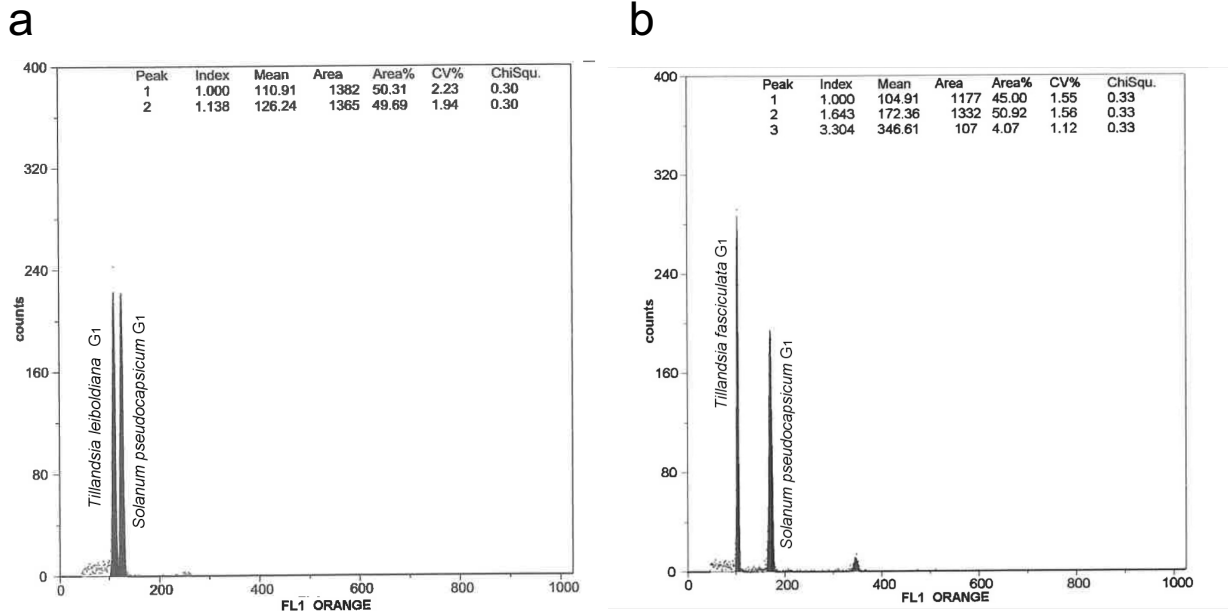 a
Peak Index Mean Area Area% CV% ChiSqu.
1 1.000 110.91 1382 50.31 2.23 0.30
2 1.138 126.24 1365 49.69 1.94 0.30
400
320
240
160
80
0
counts
Tillandsia leiboldiana G1
Solanum pseudocapsicum G1
0 200 400 600 800 1000
FL1 ORANGE
b
Peak Index Mean Area Area% CV% ChiSqu.
1 1.000 104.91 1177 45.00 1.55 0.33
2 1.643 172.36 1332 50.92 1.56 0.33
3 3.304 346.61 107 4.07 1.12 0.33
400
320
240
160
80
0
counts
Tillandsia fasciculata G1
Solanum pseudocapsicum G1
0 200 400 600 800 1000
FL1 ORANGE